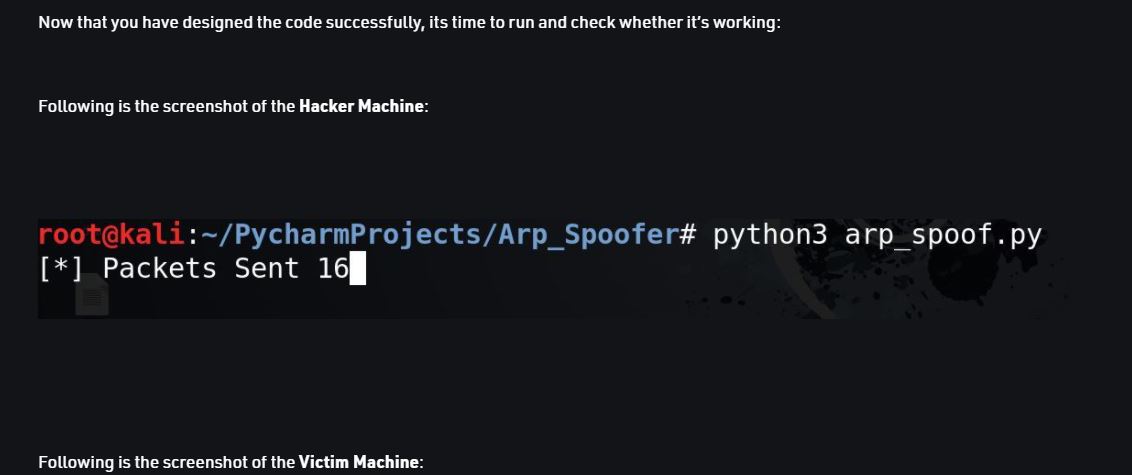 Now that you have designed the code successfully, its time to run and check whether it's working:
Following is the screenshot of the Hacker Machine:
root@kali:~/PycharmProjects/Arp_Spoofer# python3 arp_spoof.py
[*] Packets Sent 16
Following is the screenshot of the Victim Machine: